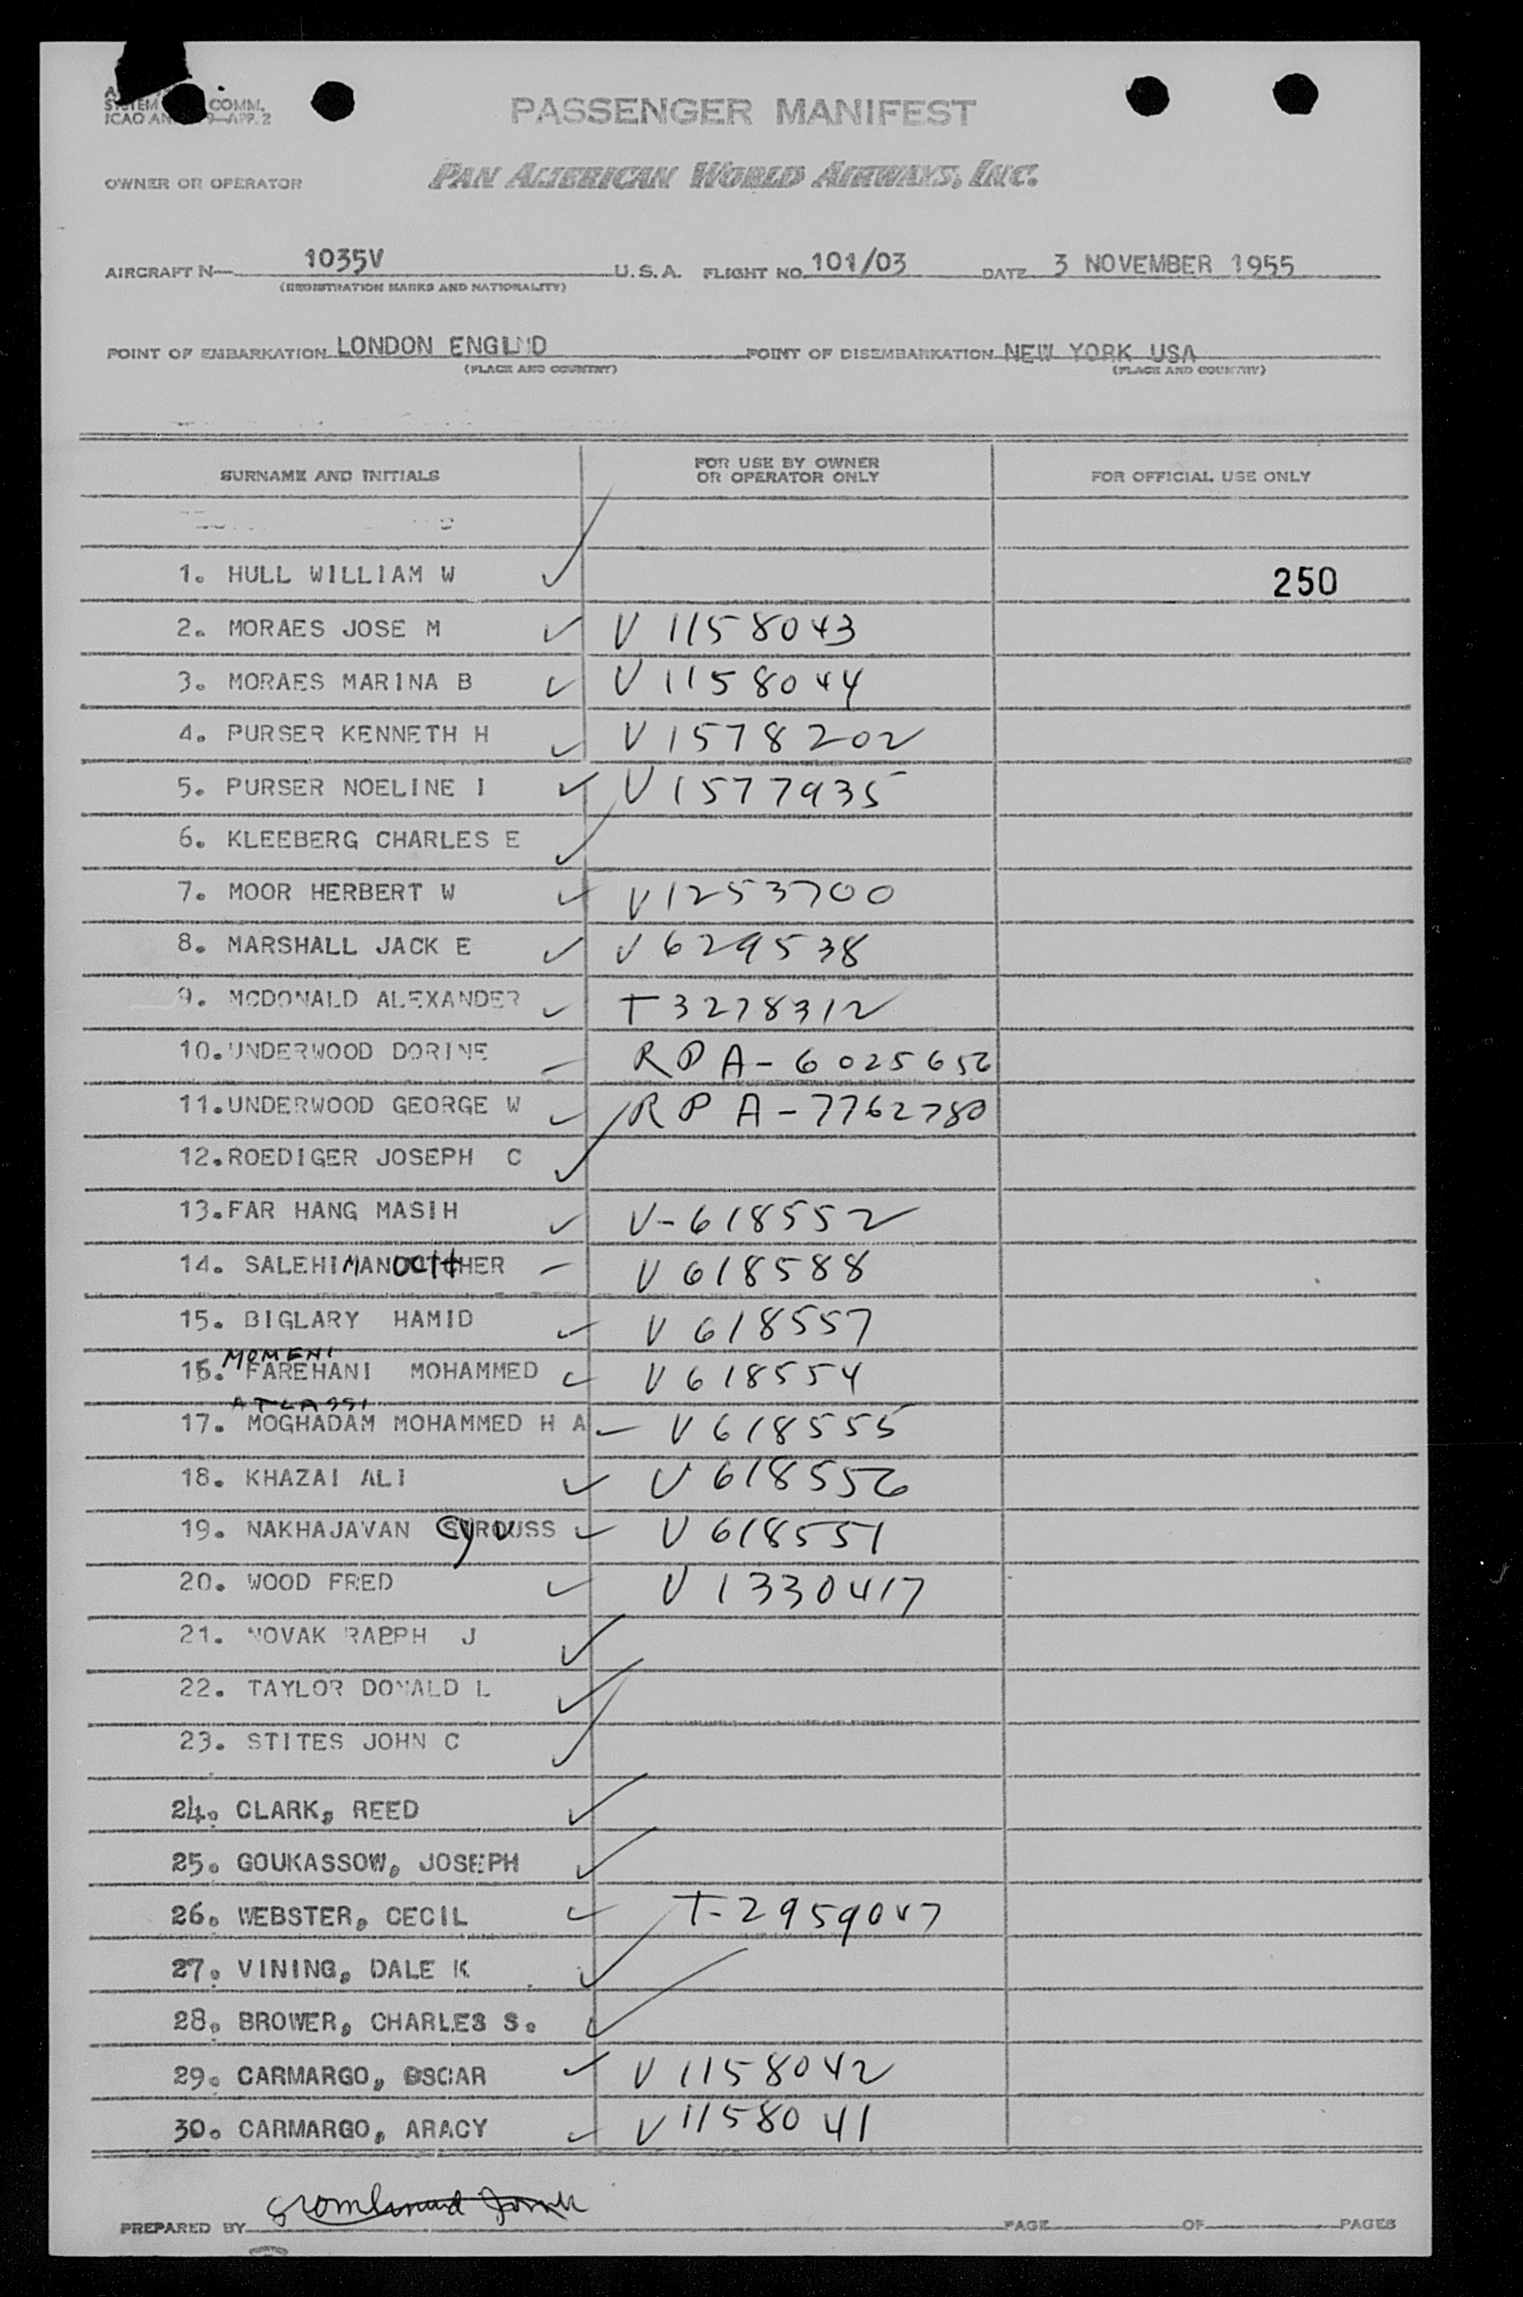 COMM.
PASSENGER MANIFEST
OWNER OR OPERATOR PAN AMERICAN WORLD AIRWAYS, INC.
AIRCRAFT N— 1035V U.S.A. FLIGHT NO. 101/03 DATE 3 NOVEMBER 1955
(REGISTRATION MARKS AND NATIONALITY)
POINT OF EMBARKATION LONDON ENGLND POINT OF DISEMBARKATION NEW YORK USA
(PLACE AND COUNTRY) (PLACE AND COUNTRY)
SURNAME AND INITIALS FOR USE BY OWNER OR OPERATOR ONLY FOR OFFICIAL USE ONLY
1. HULL WILLIAM W ✓ 250
2. MORAES JOSE M ✓ V 1158043
3. MORAES MARINA B ✓ V 1158044
4. PURSER KENNETH H ✓ V 1578202
5. PURSER NOELINE I ✓ V 1577935
6. KLEEBERG CHARLES E ✓
7. MOOR HERBERT W ✓ V1253700
8. MARSHALL JACK E ✓ V 629538
9. MCDONALD ALEXANDER ✓ T 3278312
10. UNDERWOOD DORINE — R P A-6025656
11. UNDERWOOD GEORGE W ✓ R P A-7762780
12. ROEDIGER JOSEPH C ✓
13. FAR HANG MASIH ✓ V-618552
14. SALEHI MANOCHHER — V 618588
15. BIGLARY HAMID ✓ V 618557
MOMENI
16. FAREHANI MOHAMMED ✓ V 618554
ATLASSI
17. MOGHADAM MOHAMMED H A — V 618555
18. KHAZAI ALI ✓ V 618556
19. NAKHAJAVAN CYROUSS ✓ V 618551
20. WOOD FRED ✓ V 1330417
21. NOVAK RAPPH J ✓
22. TAYLOR DONALD L ✓
23. STITES JOHN C ✓
24. CLARK, REED ✓
25. GOUKASSOW, JOSEPH ✓
26. WEBSTER, CECIL ✓ T-2959047
27. VINING, DALE K ✓
28. BROWER, CHARLES S. ✓
29. CARMARGO, OSCAR ✓ V 1158042
30. CARMARGO, ARACY ✓ V 1158041
PREPARED BY PAGE OF PAGES